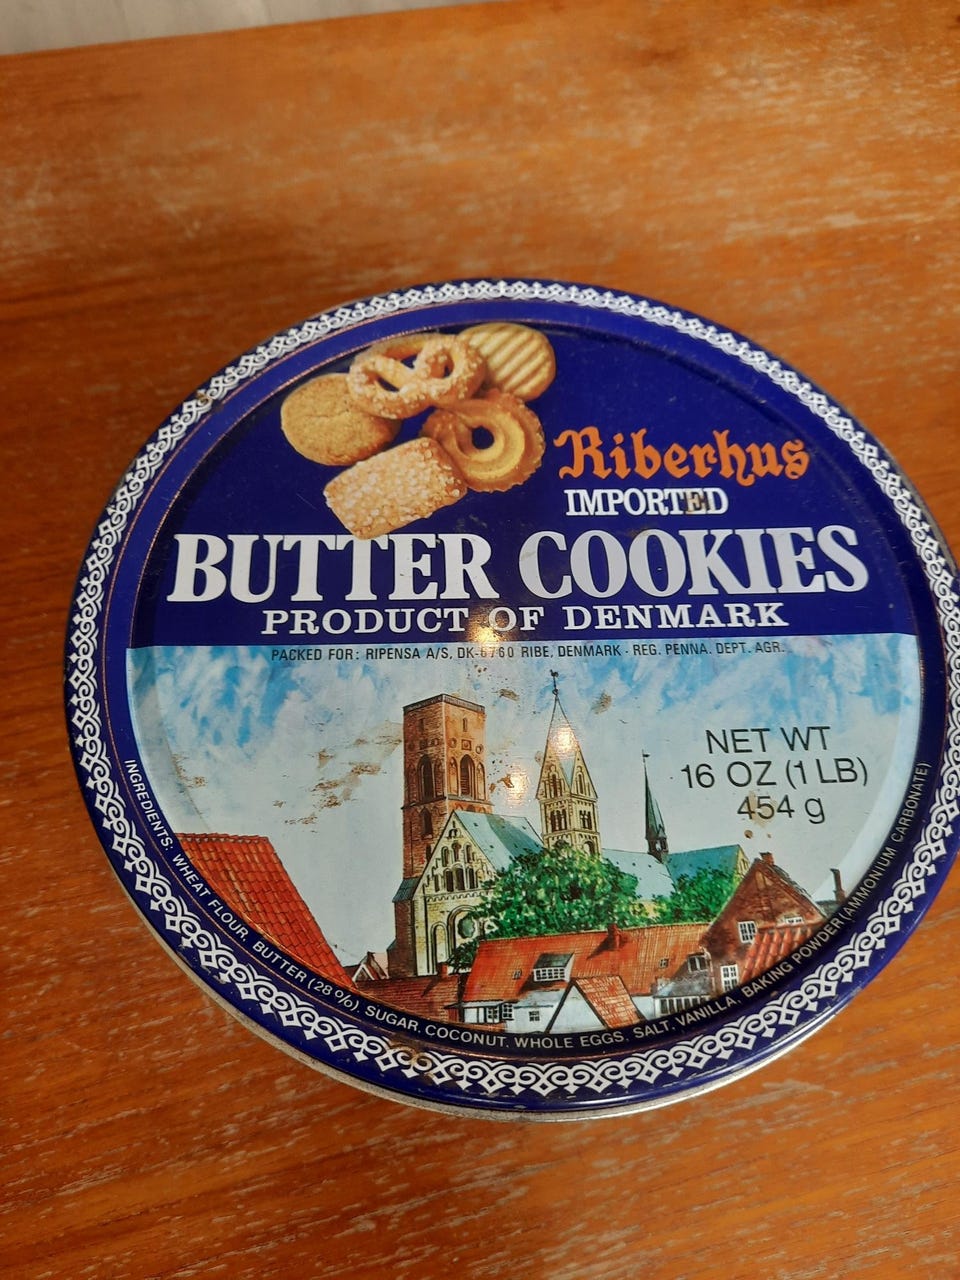 Riberhus
IMPORTED
BUTTER COOKIES
PRODUCT OF DENMARK
PACKED FOR: RIPENSA A/S, DK-6760 RIBE, DENMARK - REG. PENNA. DEPT. AGR.
NET WT
16 OZ (1 LB)
454 g
INGREDIENTS: WHEAT FLOUR, BUTTER (28%), SUGAR, COCONUT, WHOLE EGGS, SALT, VANILLA, BAKING POWDER (AMMONIUM CARBONATE)